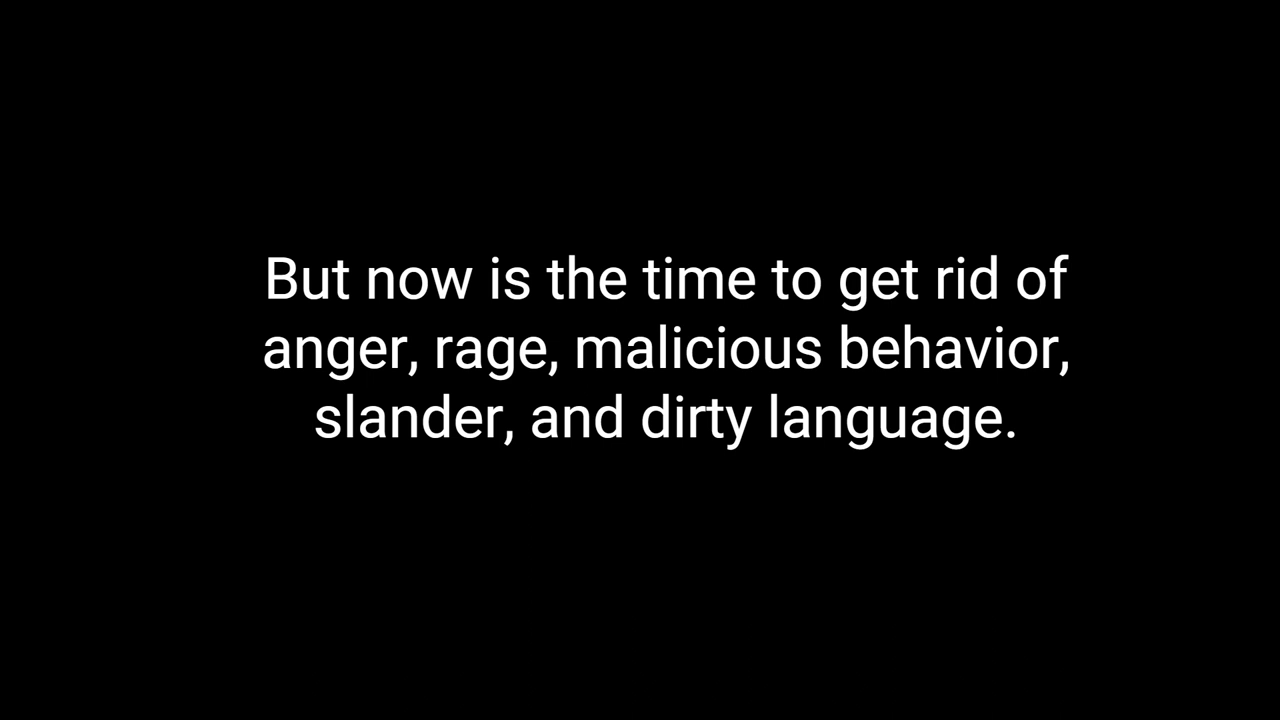 But now is the time to get rid of
anger, rage, malicious behavior,
slander, and dirty language.